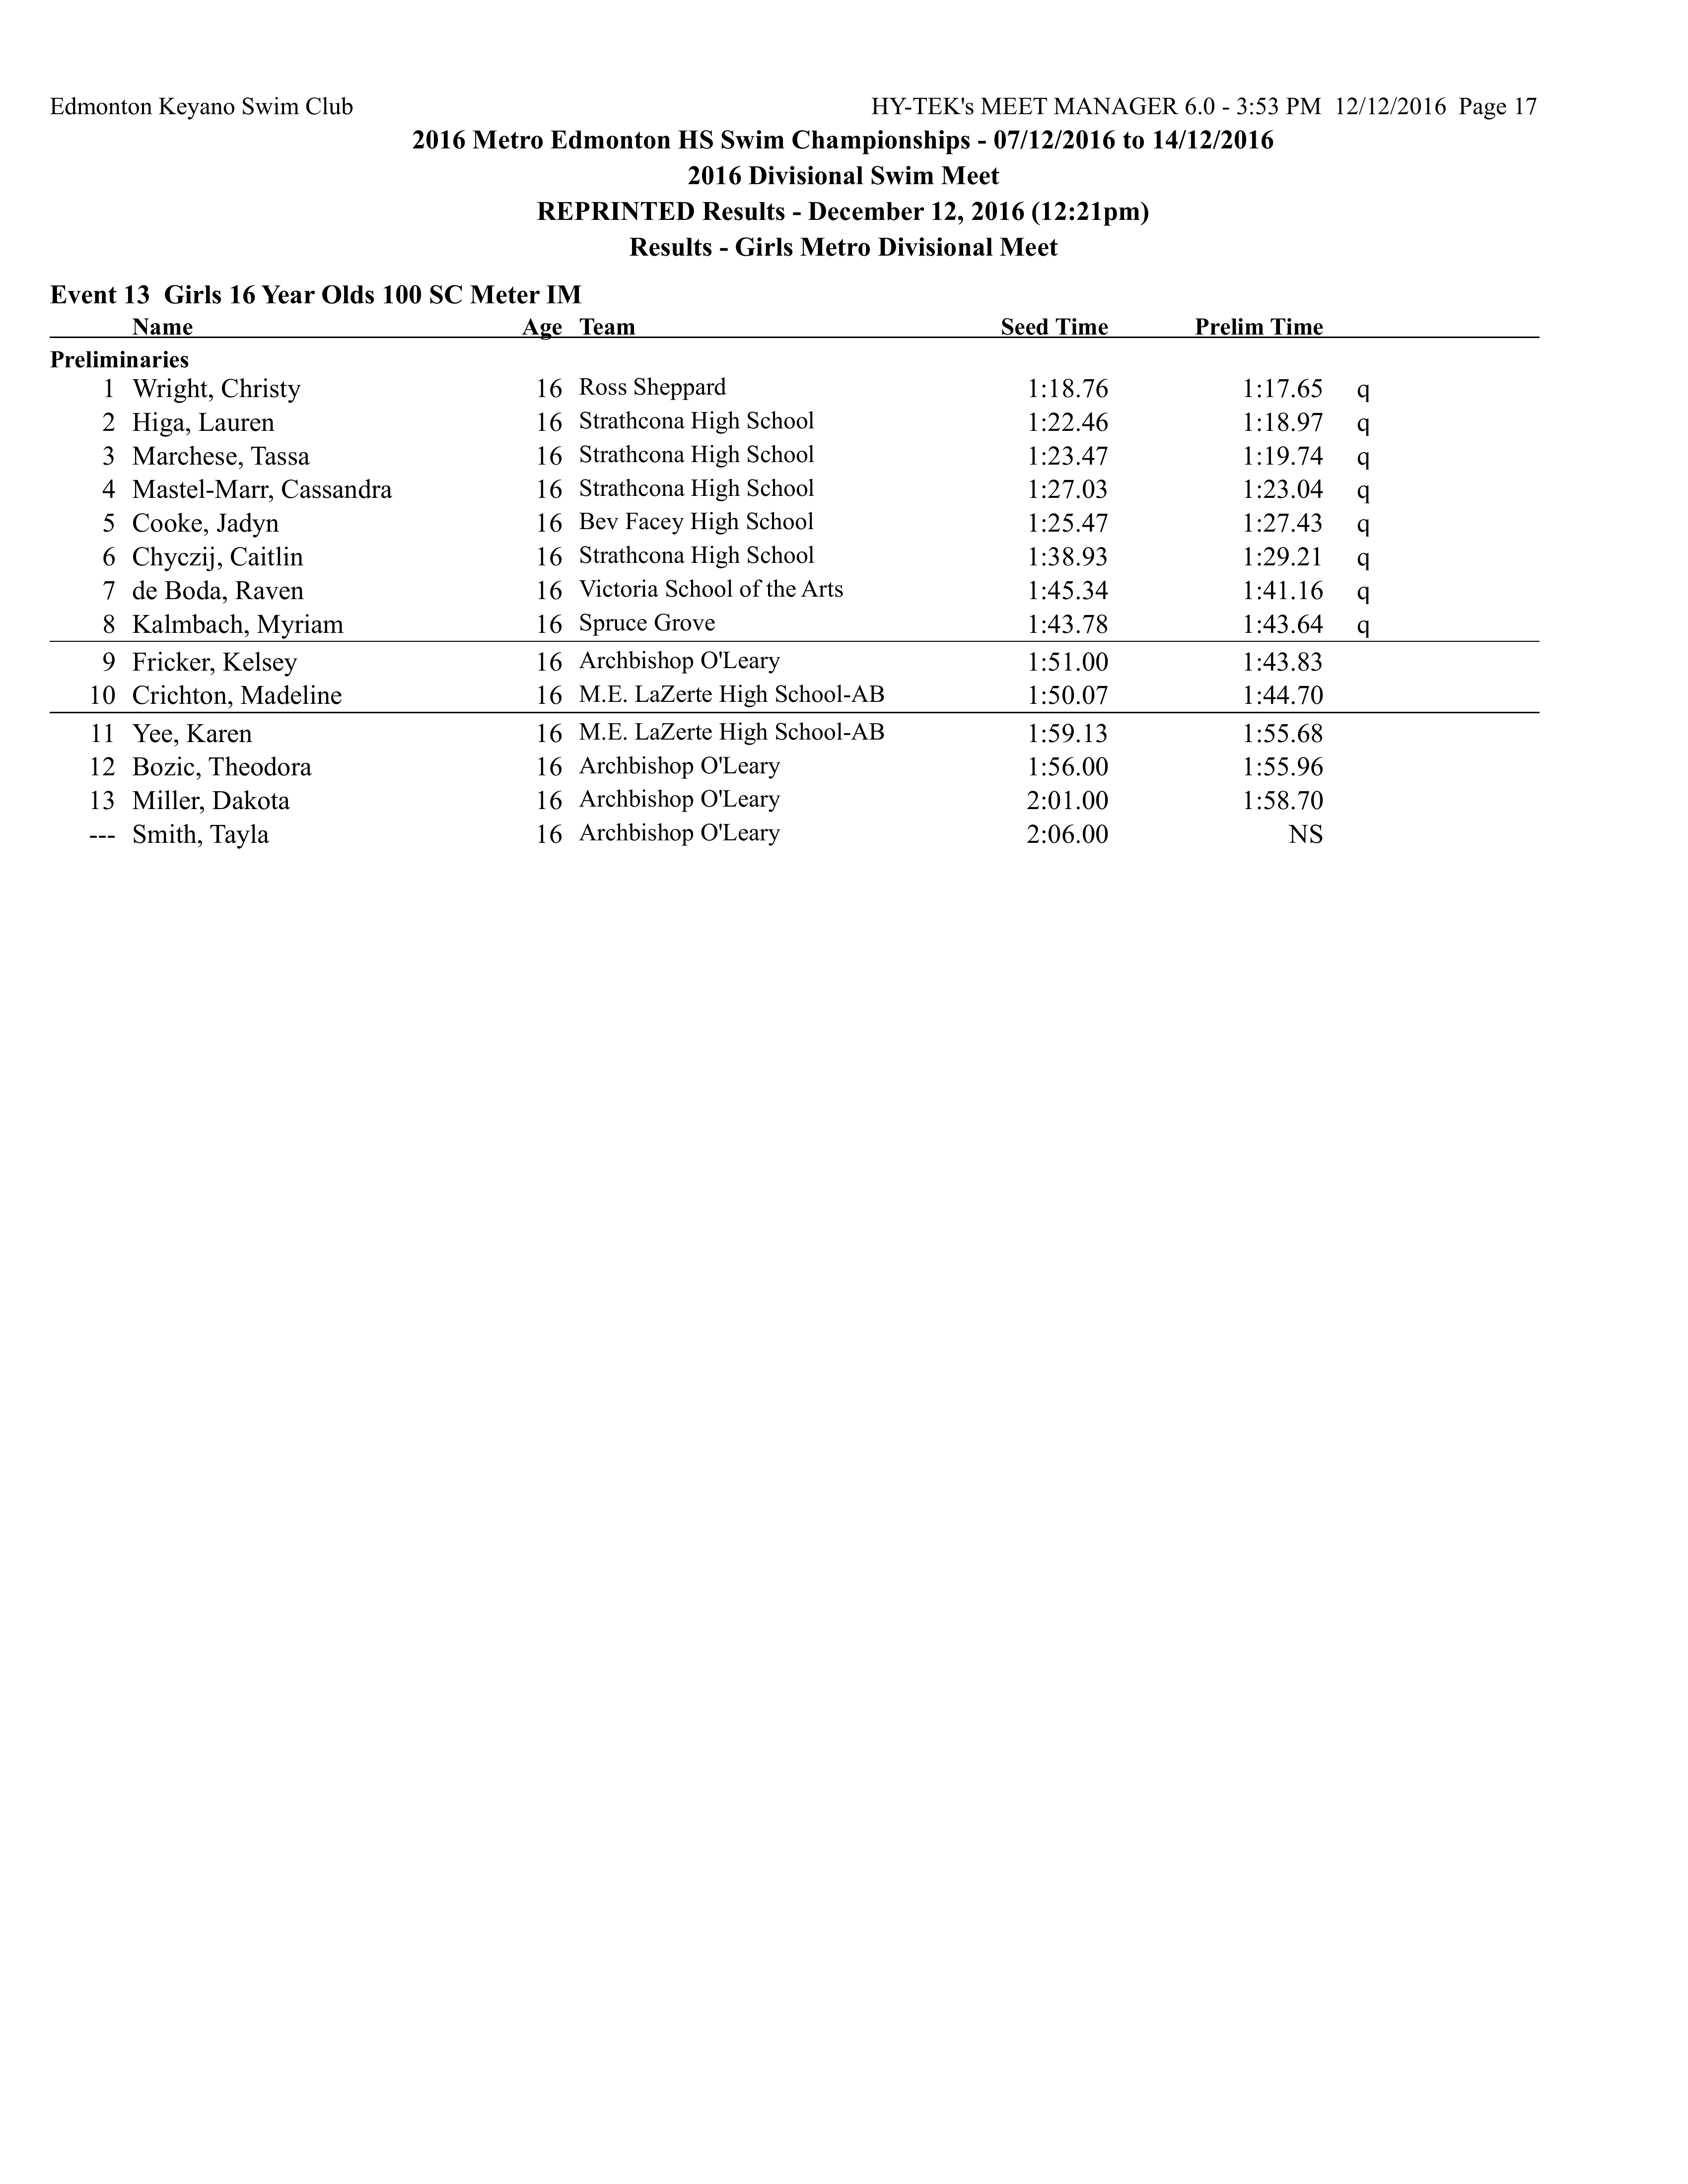 Edmonton Keyano Swim Club HY-TEK's MEET MANAGER 6.0 - 3:53 PM 12/12/2016 Page 17
2016 Metro Edmonton HS Swim Championships - 07/12/2016 to 14/12/2016
2016 Divisional Swim Meet
REPRINTED Results - December 12, 2016 (12:21pm)
Results - Girls Metro Divisional Meet
Event 13 Girls 16 Year Olds 100 SC Meter IM
Name Age Team Seed Time Prelim Time
Preliminaries
1 Wright, Christy 16 Ross Sheppard 1:18.76 1:17.65 q
2 Higa, Lauren 16 Strathcona High School 1:22.46 1:18.97 q
3 Marchese, Tassa 16 Strathcona High School 1:23.47 1:19.74 q
4 Mastel-Marr, Cassandra 16 Strathcona High School 1:27.03 1:23.04 q
5 Cooke, Jadyn 16 Bev Facey High School 1:25.47 1:27.43 q
6 Chyczij, Caitlin 16 Strathcona High School 1:38.93 1:29.21 q
7 de Boda, Raven 16 Victoria School of the Arts 1:45.34 1:41.16 q
8 Kalmbach, Myriam 16 Spruce Grove 1:43.78 1:43.64 q
9 Fricker, Kelsey 16 Archbishop O'Leary 1:51.00 1:43.83
10 Crichton, Madeline 16 M.E. LaZerte High School-AB 1:50.07 1:44.70
11 Yee, Karen 16 M.E. LaZerte High School-AB 1:59.13 1:55.68
12 Bozic, Theodora 16 Archbishop O'Leary 1:56.00 1:55.96
13 Miller, Dakota 16 Archbishop O'Leary 2:01.00 1:58.70
--- Smith, Tayla 16 Archbishop O'Leary 2:06.00 NS